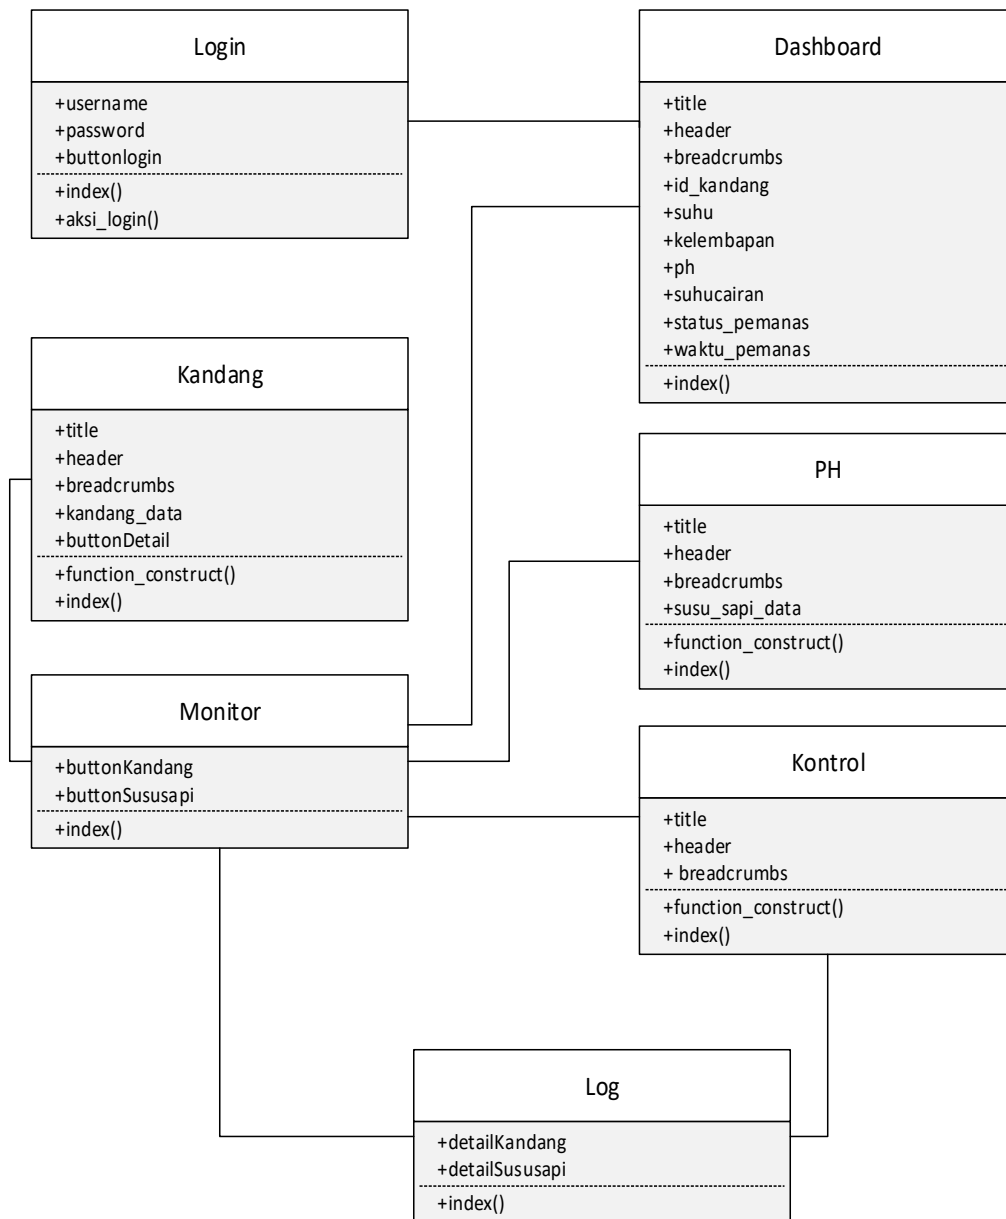 Login
+username
+password
+buttonlogin
+index()
+aksi_login()
Dashboard
+title
+header
+breadcrumbs
+id_kandang
+suhu
+kelembapan
+ph
+suhucairan
+status_pemanas
+waktu_pemanas
+index()
Kandang
+title
+header
+breadcrumbs
+kandang_data
+buttonDetail
+function_construct()
+index()
PH
+title
+header
+breadcrumbs
+susu_sapi_data
+function_construct()
+index()
Monitor
+buttonKandang
+buttonSususapi
+index()
Kontrol
+title
+header
+ breadcrumbs
+function_construct()
+index()
Log
+detailKandang
+detailSususapi
+index()